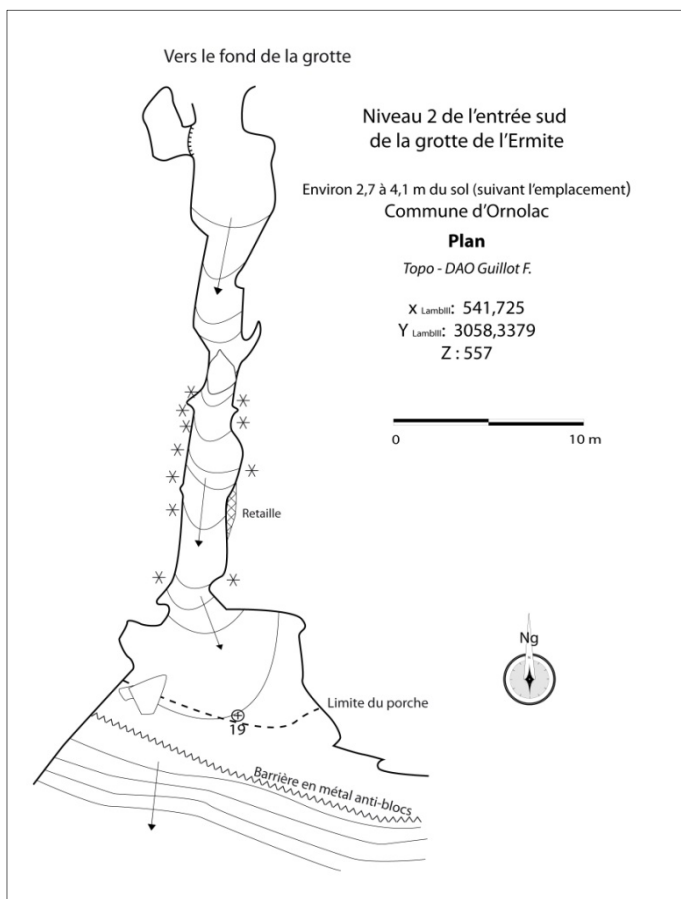 Vers le fond de la grotte
Niveau 2 de l'entrée sud
de la grotte de l'Ermite
Environ 2,7 à 4,1 m du sol (suivant l'emplacement)
Commune d'Ornolac
Plan
Topo - DAO Guillot F.
x LambIII: 541,725
Y LambIII: 3058,3379
Z : 557
0 10 m
Retaille
Ng
Limite du porche
19
Barrière en métal anti-blocs